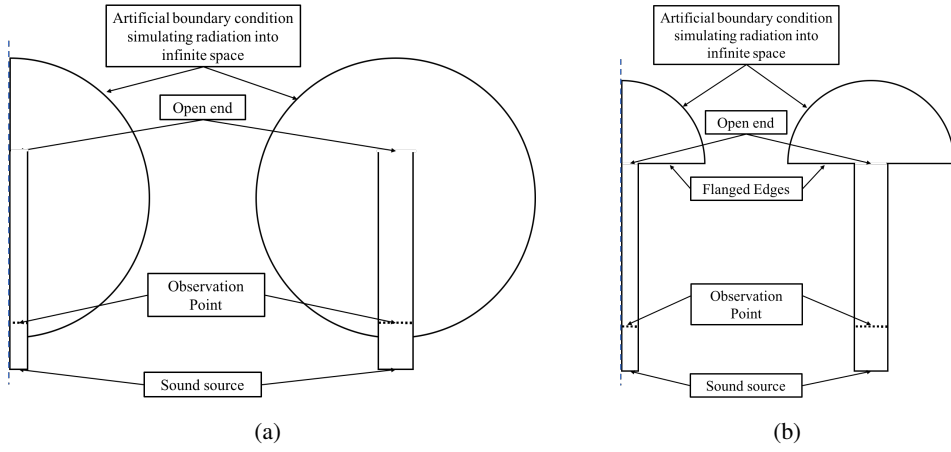 Artificial boundary condition
simulating radiation into
infinite space
Open end
Observation
Point
Sound source
(a)
Artificial boundary condition
simulating radiation into
infinite space
Open end
Flanged Edges
Observation
Point
Sound source
(b)